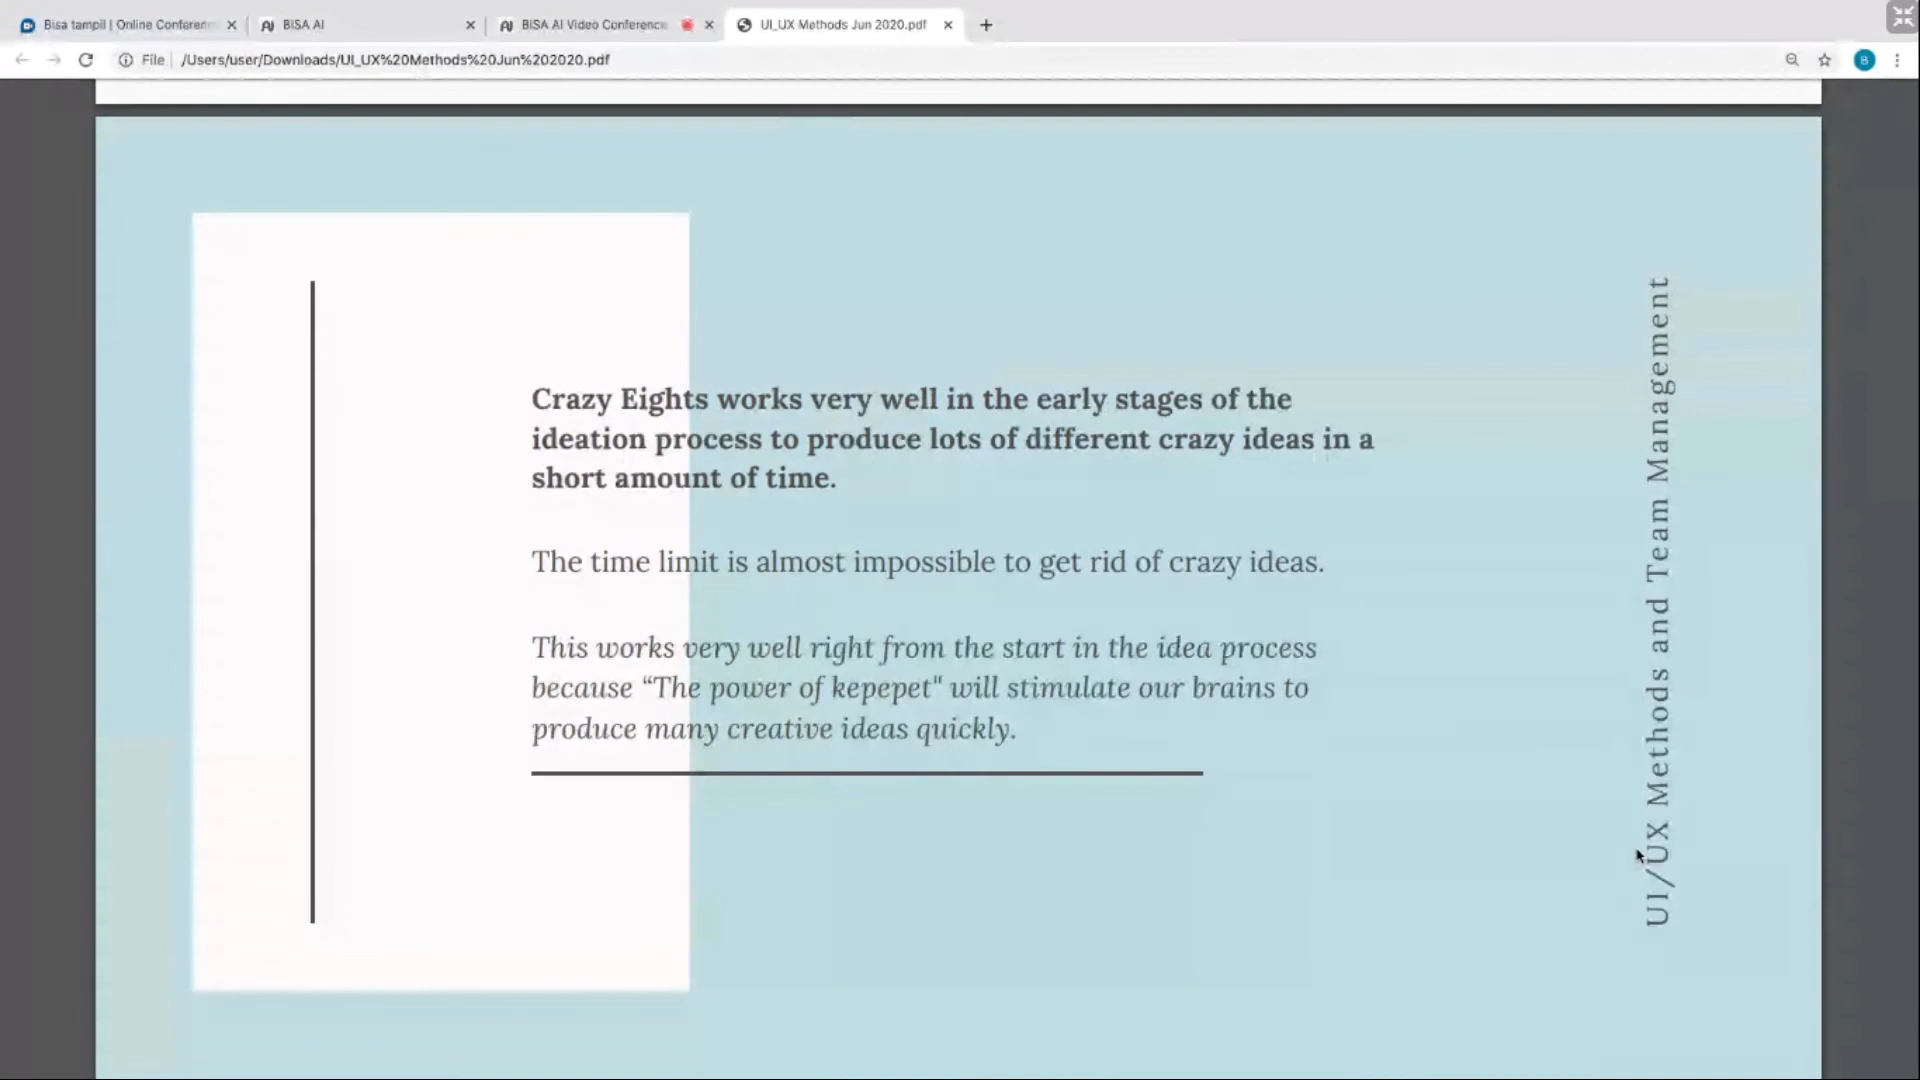 Bisa tampil | Online Conferen
BISA AI
BISA AI Video Conference
UI_UX Methods Jun 2020.pdf
File
/Users/user/Downloads/UI_UX%20Methods%20Jun%202020.pdf
B
Crazy Eights works very well in the early stages of the
ideation process to produce lots of different crazy ideas in a
short amount of time.
The time limit is almost impossible to get rid of crazy ideas.
This works very well right from the start in the idea process
because “The power of kepepet" will stimulate our brains to
produce many creative ideas quickly.
UI/UX Methods and Team Management